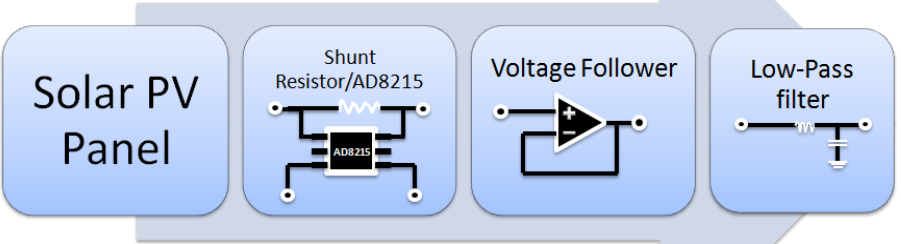 Solar PV
Panel
Shunt
Resistor/AD8215
AD8215
Voltage Follower
Low-Pass
filter